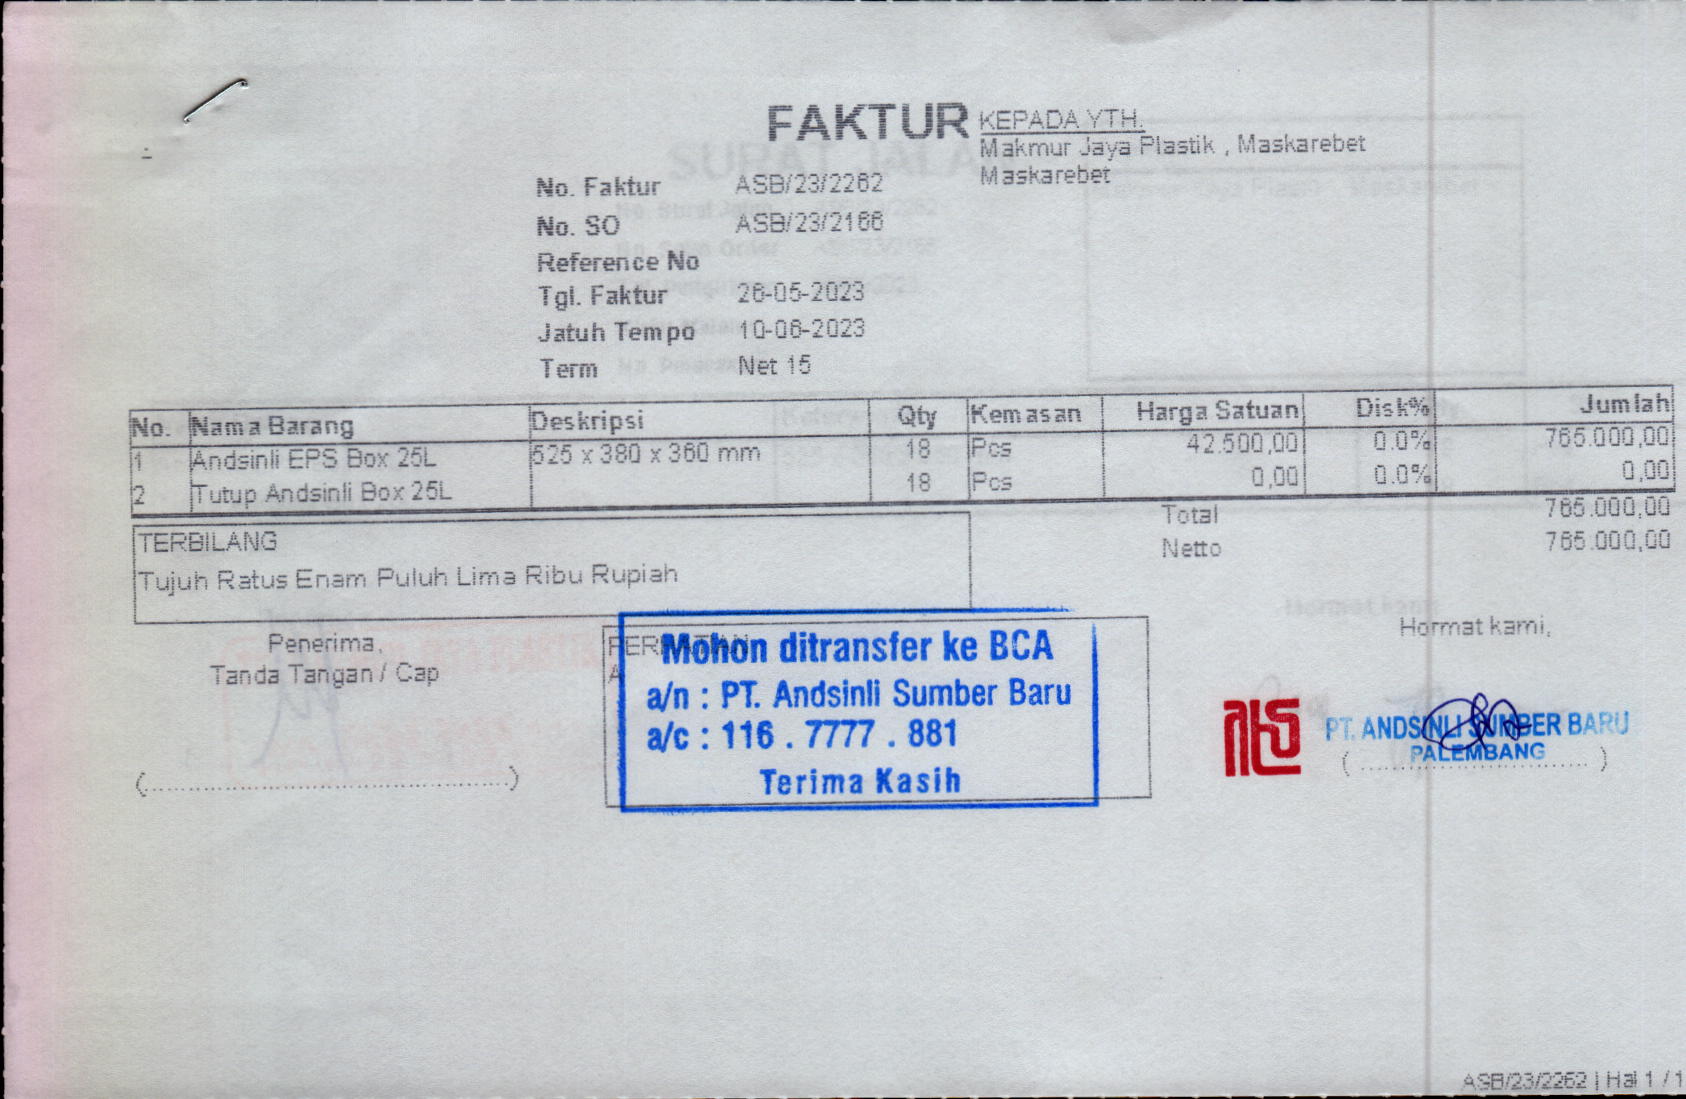 FAKTUR
KEPADA YTH.
Makmur Jaya Plastik , Maskarebet
Maskarebet
No. Faktur ASB/23/2262
No. SO ASB/23/2166
Reference No
Tgl. Faktur 26-05-2023
Jatuh Tempo 10-06-2023
Term Net 15
No. Nama Barang Deskripsi Qty Kemasan Harga Satuan Disk% Jumlah
1 Andsinli EPS Box 25L 525 x 380 x 360 mm 18 Pcs 42.500,00 0.0% 765.000,00
2 Tutup Andsinli Box 25L 18 Pcs 0,00 0.0% 0,00
Total 765.000,00
Netto 765.000,00
TERBILANG
Tujuh Ratus Enam Puluh Lima Ribu Rupiah
Penerima,
Tanda Tangan / Cap
(..........................................)
Mohon ditransfer ke BCA
a/n : PT. Andsinli Sumber Baru
a/c : 116 . 7777 . 881
Terima Kasih
Hormat kami,
PT. ANDSINLI SUMBER BARU
PALEMBANG
( .............................. )
ASB/23/2262 | Hal 1 / 1